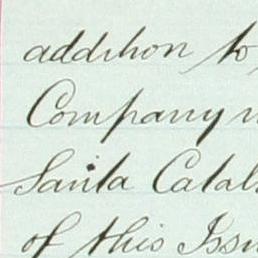 addition to
Company
Santa Catal
of this Issu